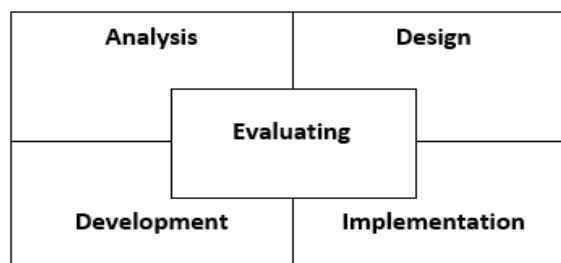 Analysis
Design
Evaluating
Development
Implementation